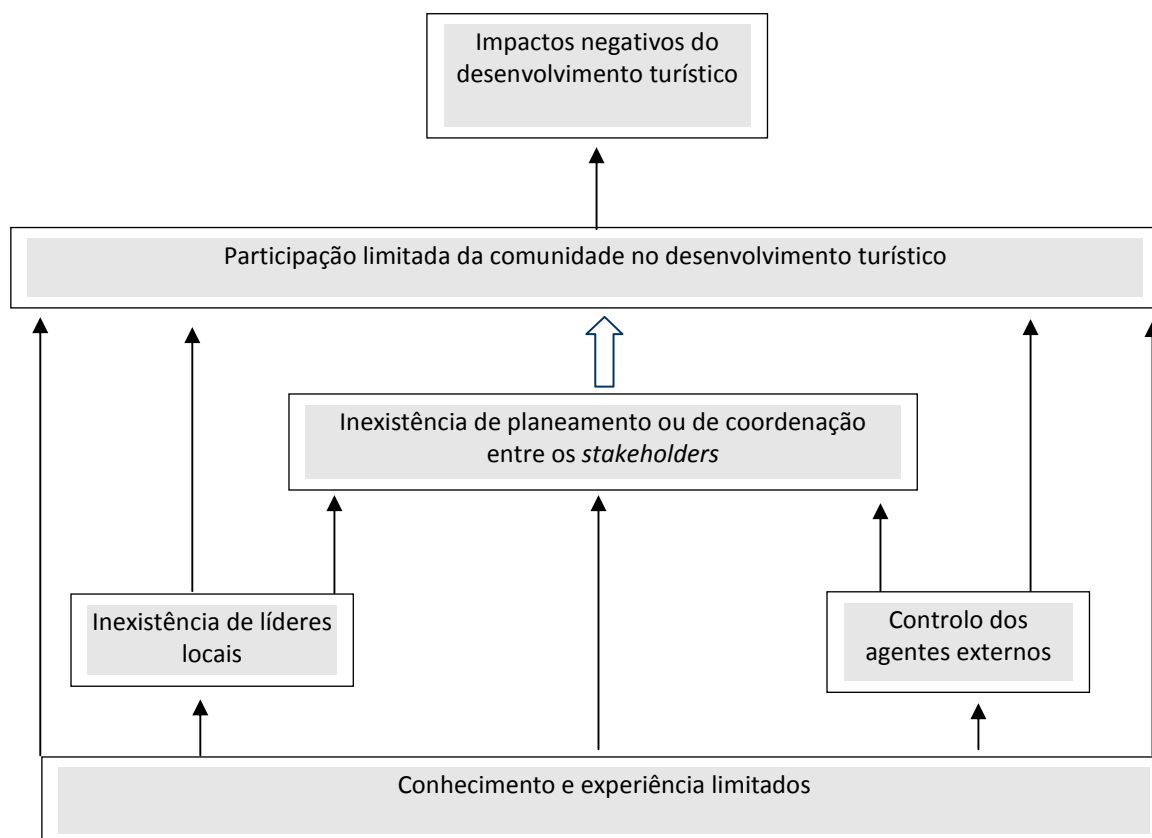 Impactos negativos do
desenvolvimento turístico
Participação limitada da comunidade no desenvolvimento turístico
Inexistência de planeamento ou de coordenação
entre os stakeholders
Inexistência de líderes
locais
Controlo dos
agentes externos
Conhecimento e experiência limitados